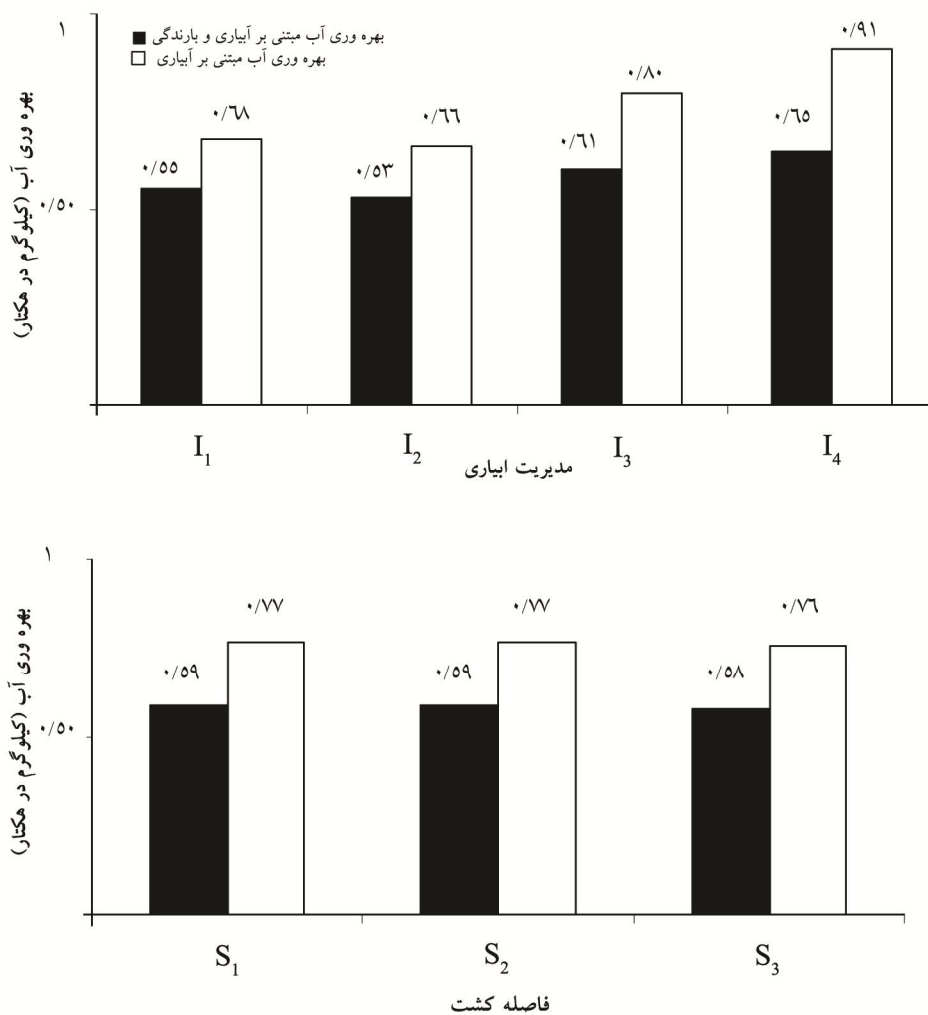 ۱
بهره وری آب مبتنی بر آبیاری و بارندگی
بهره وری آب مبتنی بر آبیاری
۰/۹۱
۰/۸۰
۰/۶۸
۰/۶۶
۰/۶۵
۰/۶۱
۰/۵۵
۰/۵۳
۰/۵۰
بهره وری آب (کیلوگرم در هکتار)
I1 I2 I3 I4
مدیریت ابیاری
۱
۰/۷۷ ۰/۷۷ ۰/۷۶
۰/۵۹ ۰/۵۹ ۰/۵۸
۰/۵۰
بهره وری آب (کیلوگرم در هکتار)
S1 S2 S3
فاصله کشت